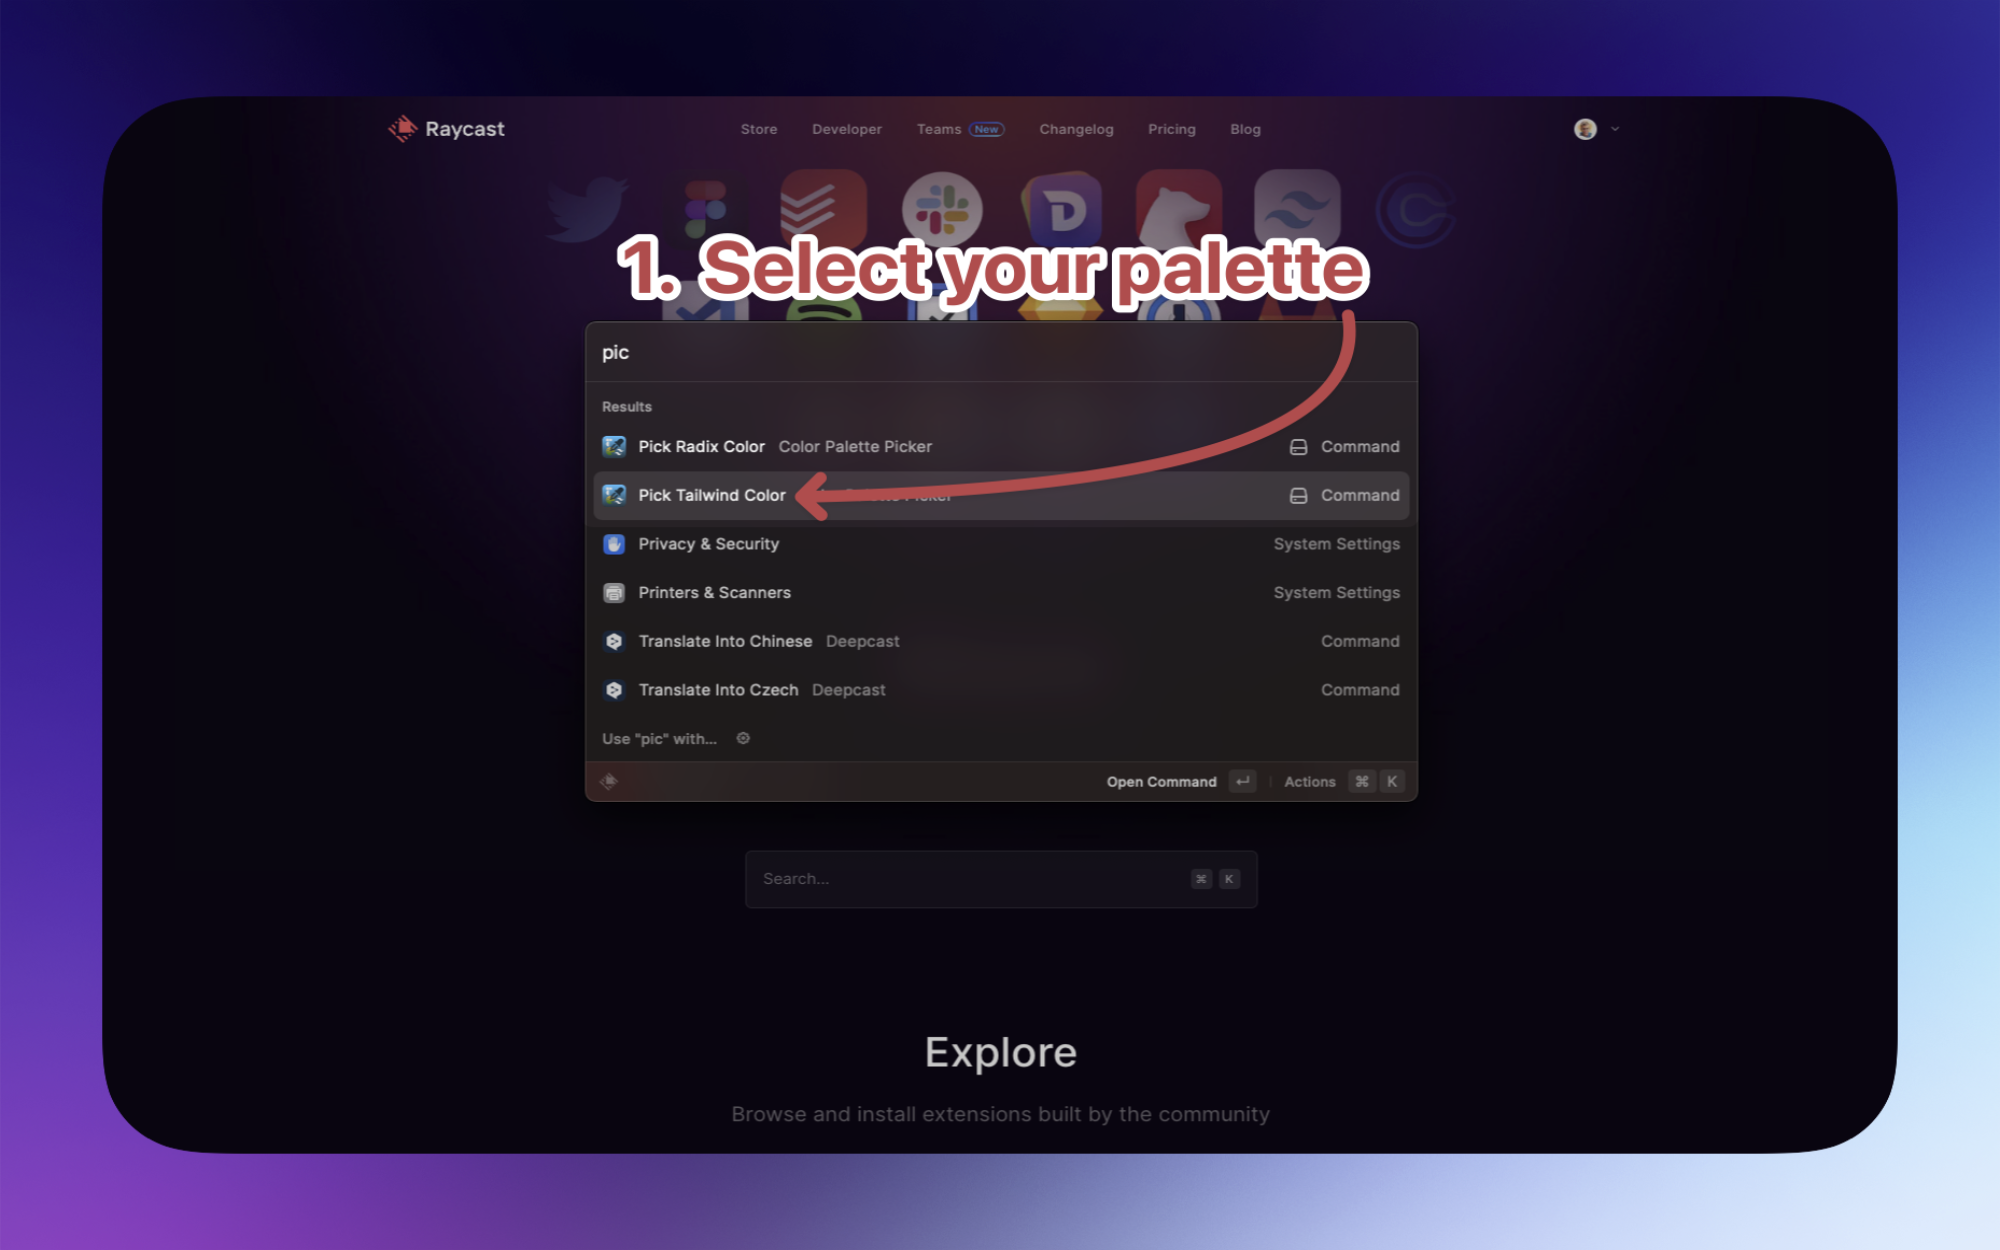 Raycast
Store Developer Teams New Changelog Pricing Blog
1. Select your palette
pic
Results
Pick Radix Color Color Palette Picker Command
Pick Tailwind Color Palette Picker Command
Privacy & Security System Settings
Printers & Scanners System Settings
Translate Into Chinese Deepcast Command
Translate Into Czech Deepcast Command
Use "pic" with...
Open Command ↵ Actions ⌘ K
Search... ⌘ K
Explore
Browse and install extensions built by the community